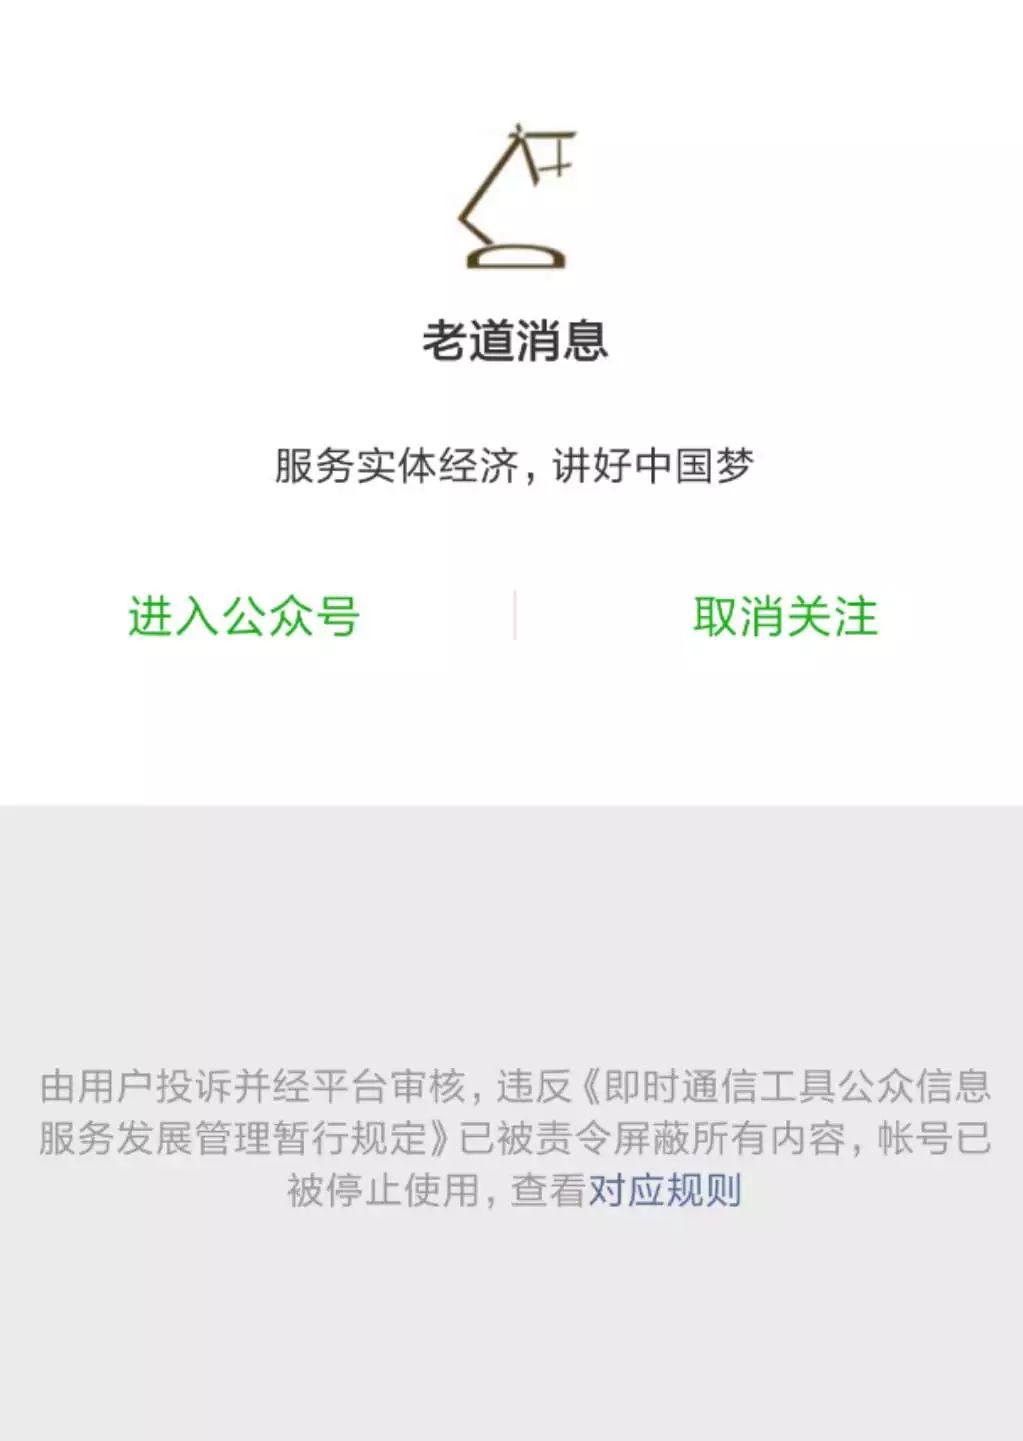 老道消息
服务实体经济，讲好中国梦
进入公众号
取消关注
由用户投诉并经平台审核，违反《即时通信工具公众信息
服务发展管理暂行规定》已被责令屏蔽所有内容，帐号已
被停止使用，查看对应规则